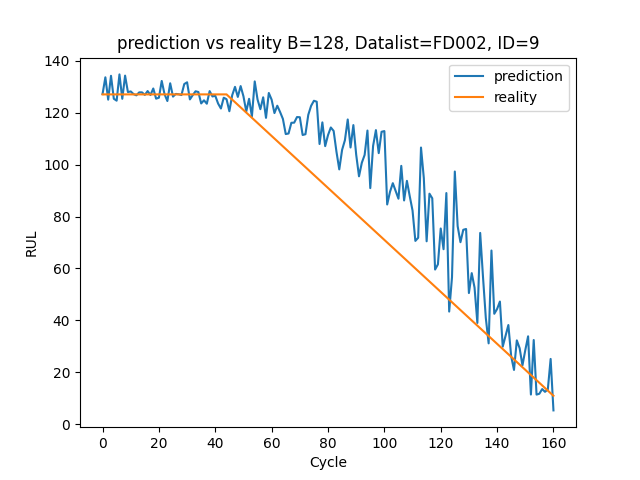 prediction vs reality B=128, Datalist=FD002, ID=9
prediction
reality
RUL
140
120
100
80
60
40
20
0
0 20 40 60 80 100 120 140 160
Cycle